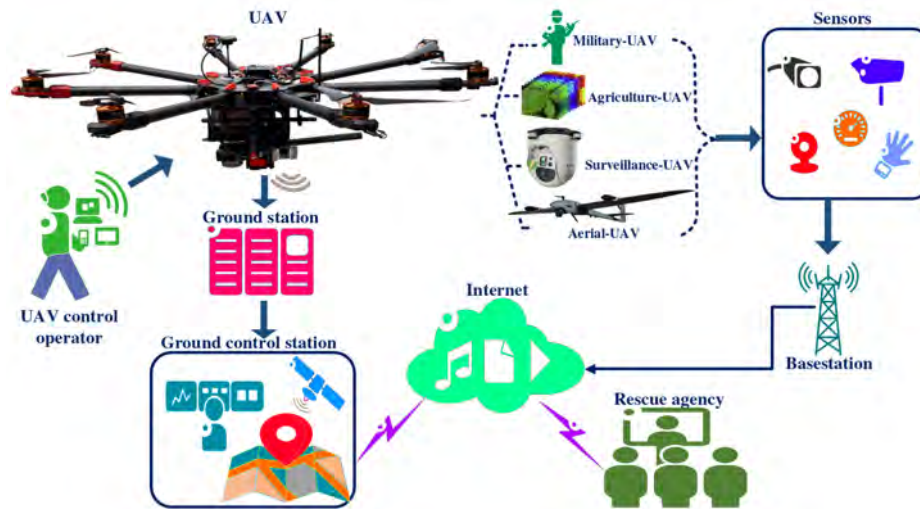 UAV
Sensors
Military-UAV
Agriculture-UAV
Surveillance-UAV
Aerial-UAV
Ground station
UAV control
operator
Ground control station
Internet
Basestation
Rescue agency